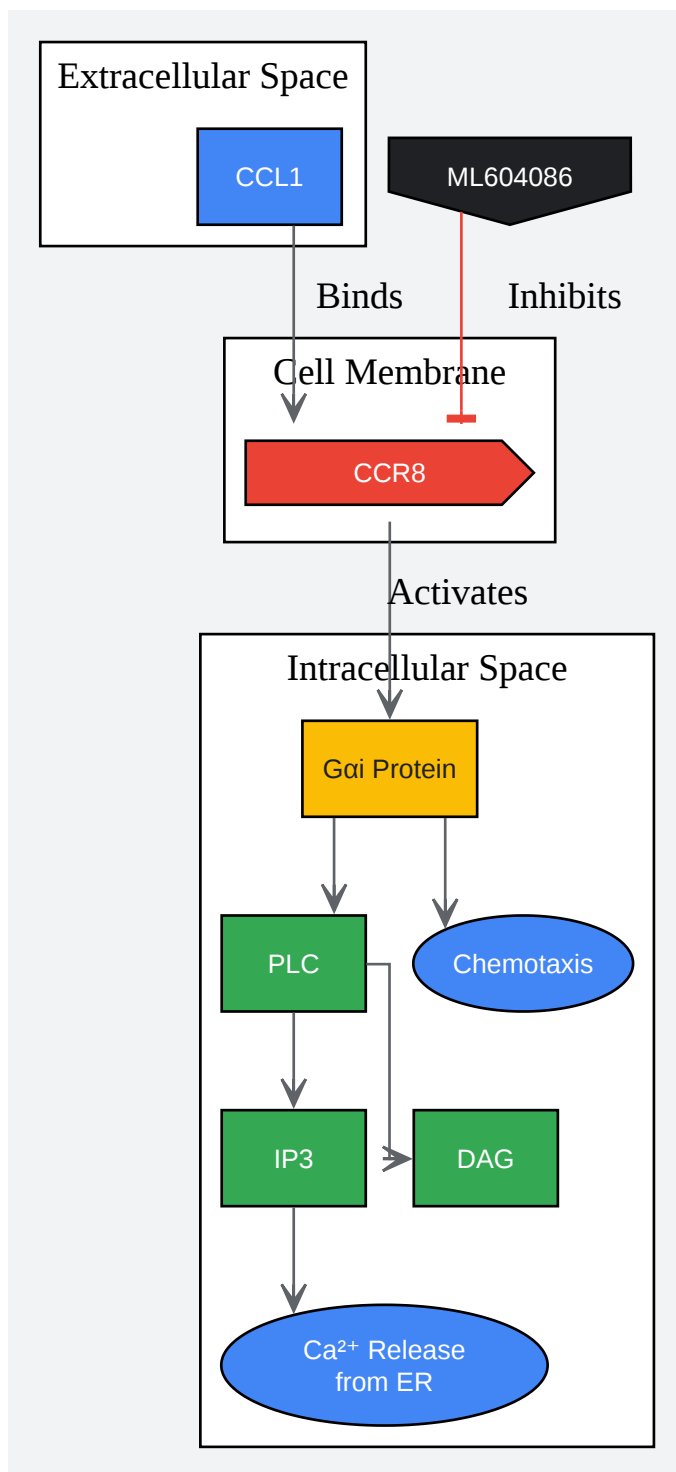 Extracellular Space
CCL1
ML604086
Binds
Inhibits
Cell Membrane
CCR8
Activates
Intracellular Space
Gαi Protein
PLC
Chemotaxis
IP3
DAG
Ca²⁺ Release
from ER